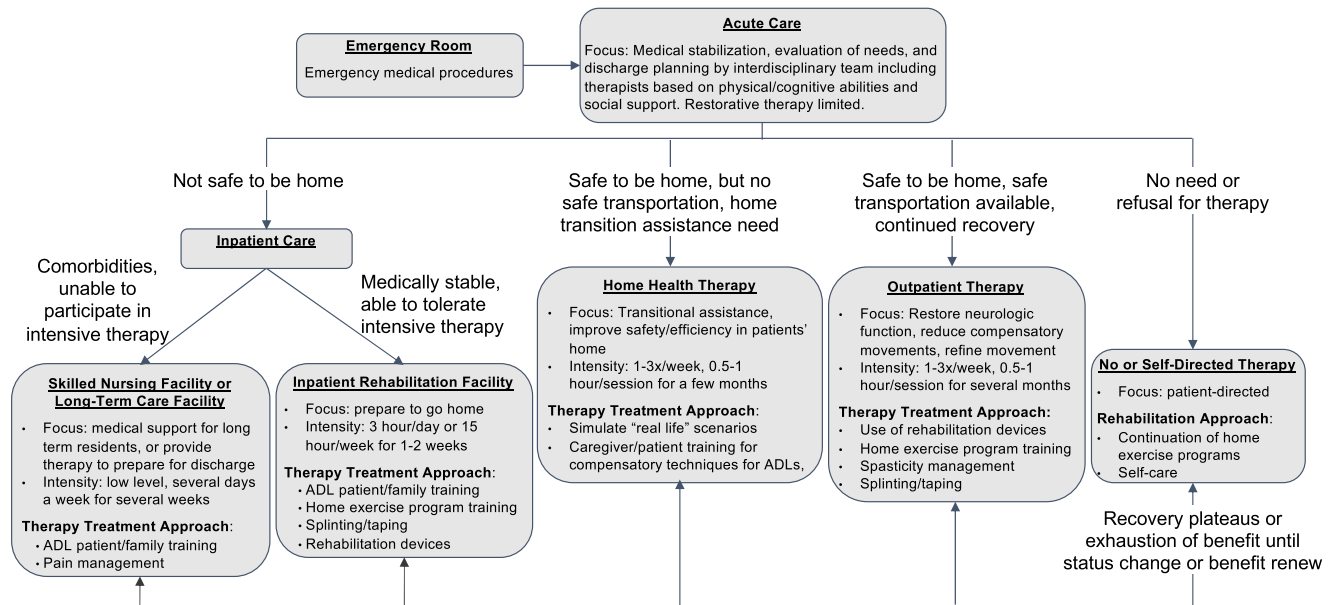 Emergency Room
Emergency medical procedures
Acute Care
Focus: Medical stabilization, evaluation of needs, and
discharge planning by interdisciplinary team including
therapists based on physical/cognitive abilities and
social support. Restorative therapy limited.
Not safe to be home
Safe to be home, but no
safe transportation, home
transition assistance need
Safe to be home, safe
transportation available,
continued recovery
No need or
refusal for therapy
Inpatient Care
Comorbidities,
unable to
participate in
intensive therapy
Medically stable,
able to tolerate
intensive therapy
Skilled Nursing Facility or
Long-Term Care Facility
• Focus: medical support for long
term residents, or provide
therapy to prepare for discharge
• Intensity: low level, several days
a week for several weeks
Therapy Treatment Approach:
• ADL patient/family training
• Pain management
Inpatient Rehabilitation Facility
• Focus: prepare to go home
• Intensity: 3 hour/day or 15
hour/week for 1-2 weeks
Therapy Treatment Approach:
• ADL patient/family training
• Home exercise program training
• Splinting/taping
• Rehabilitation devices
Home Health Therapy
• Focus: Transitional assistance,
improve safety/efficiency in patients’
home
• Intensity: 1-3x/week, 0.5-1
hour/session for a few months
Therapy Treatment Approach:
• Simulate “real life” scenarios
• Caregiver/patient training for
compensatory techniques for ADLs,
Outpatient Therapy
• Focus: Restore neurologic
function, reduce compensatory
movements, refine movement
• Intensity: 1-3x/week, 0.5-1
hour/session for several months
Therapy Treatment Approach:
• Use of rehabilitation devices
• Home exercise program training
• Spasticity management
• Splinting/taping
No or Self-Directed Therapy
• Focus: patient-directed
Rehabilitation Approach:
• Continuation of home
exercise programs
• Self-care
Recovery plateaus or
exhaustion of benefit until
status change or benefit renew